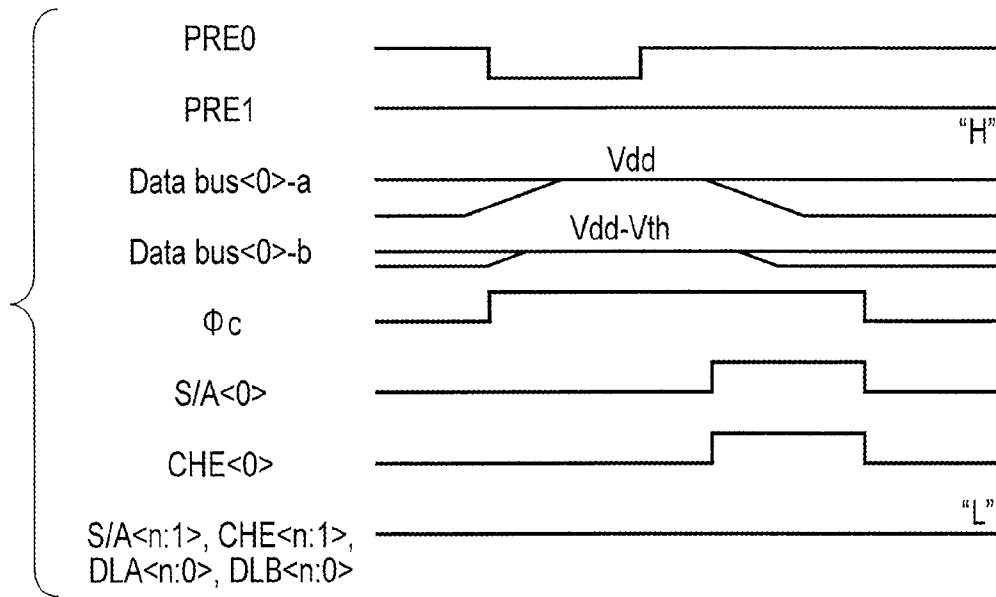 PRE0
PRE1
"H"
Vdd
Data bus<0>-a
Vdd-Vth
Data bus<0>-b
Φc
S/A<0>
CHE<0>
"L"
S/A<n:1>, CHE<n:1>,
DLA<n:0>, DLB<n:0>